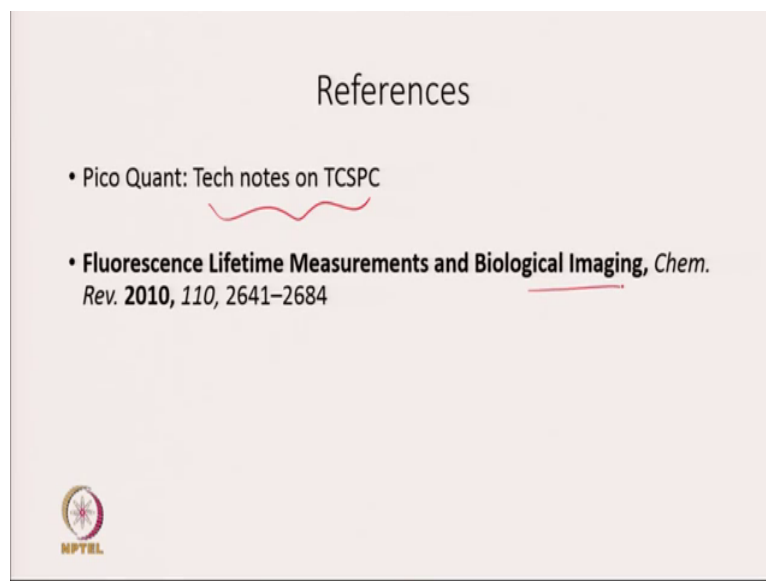 References
• Pico Quant: Tech notes on TCSPC
• Fluorescence Lifetime Measurements and Biological Imaging, Chem.
Rev. 2010, 110, 2641–2684
NPTEL